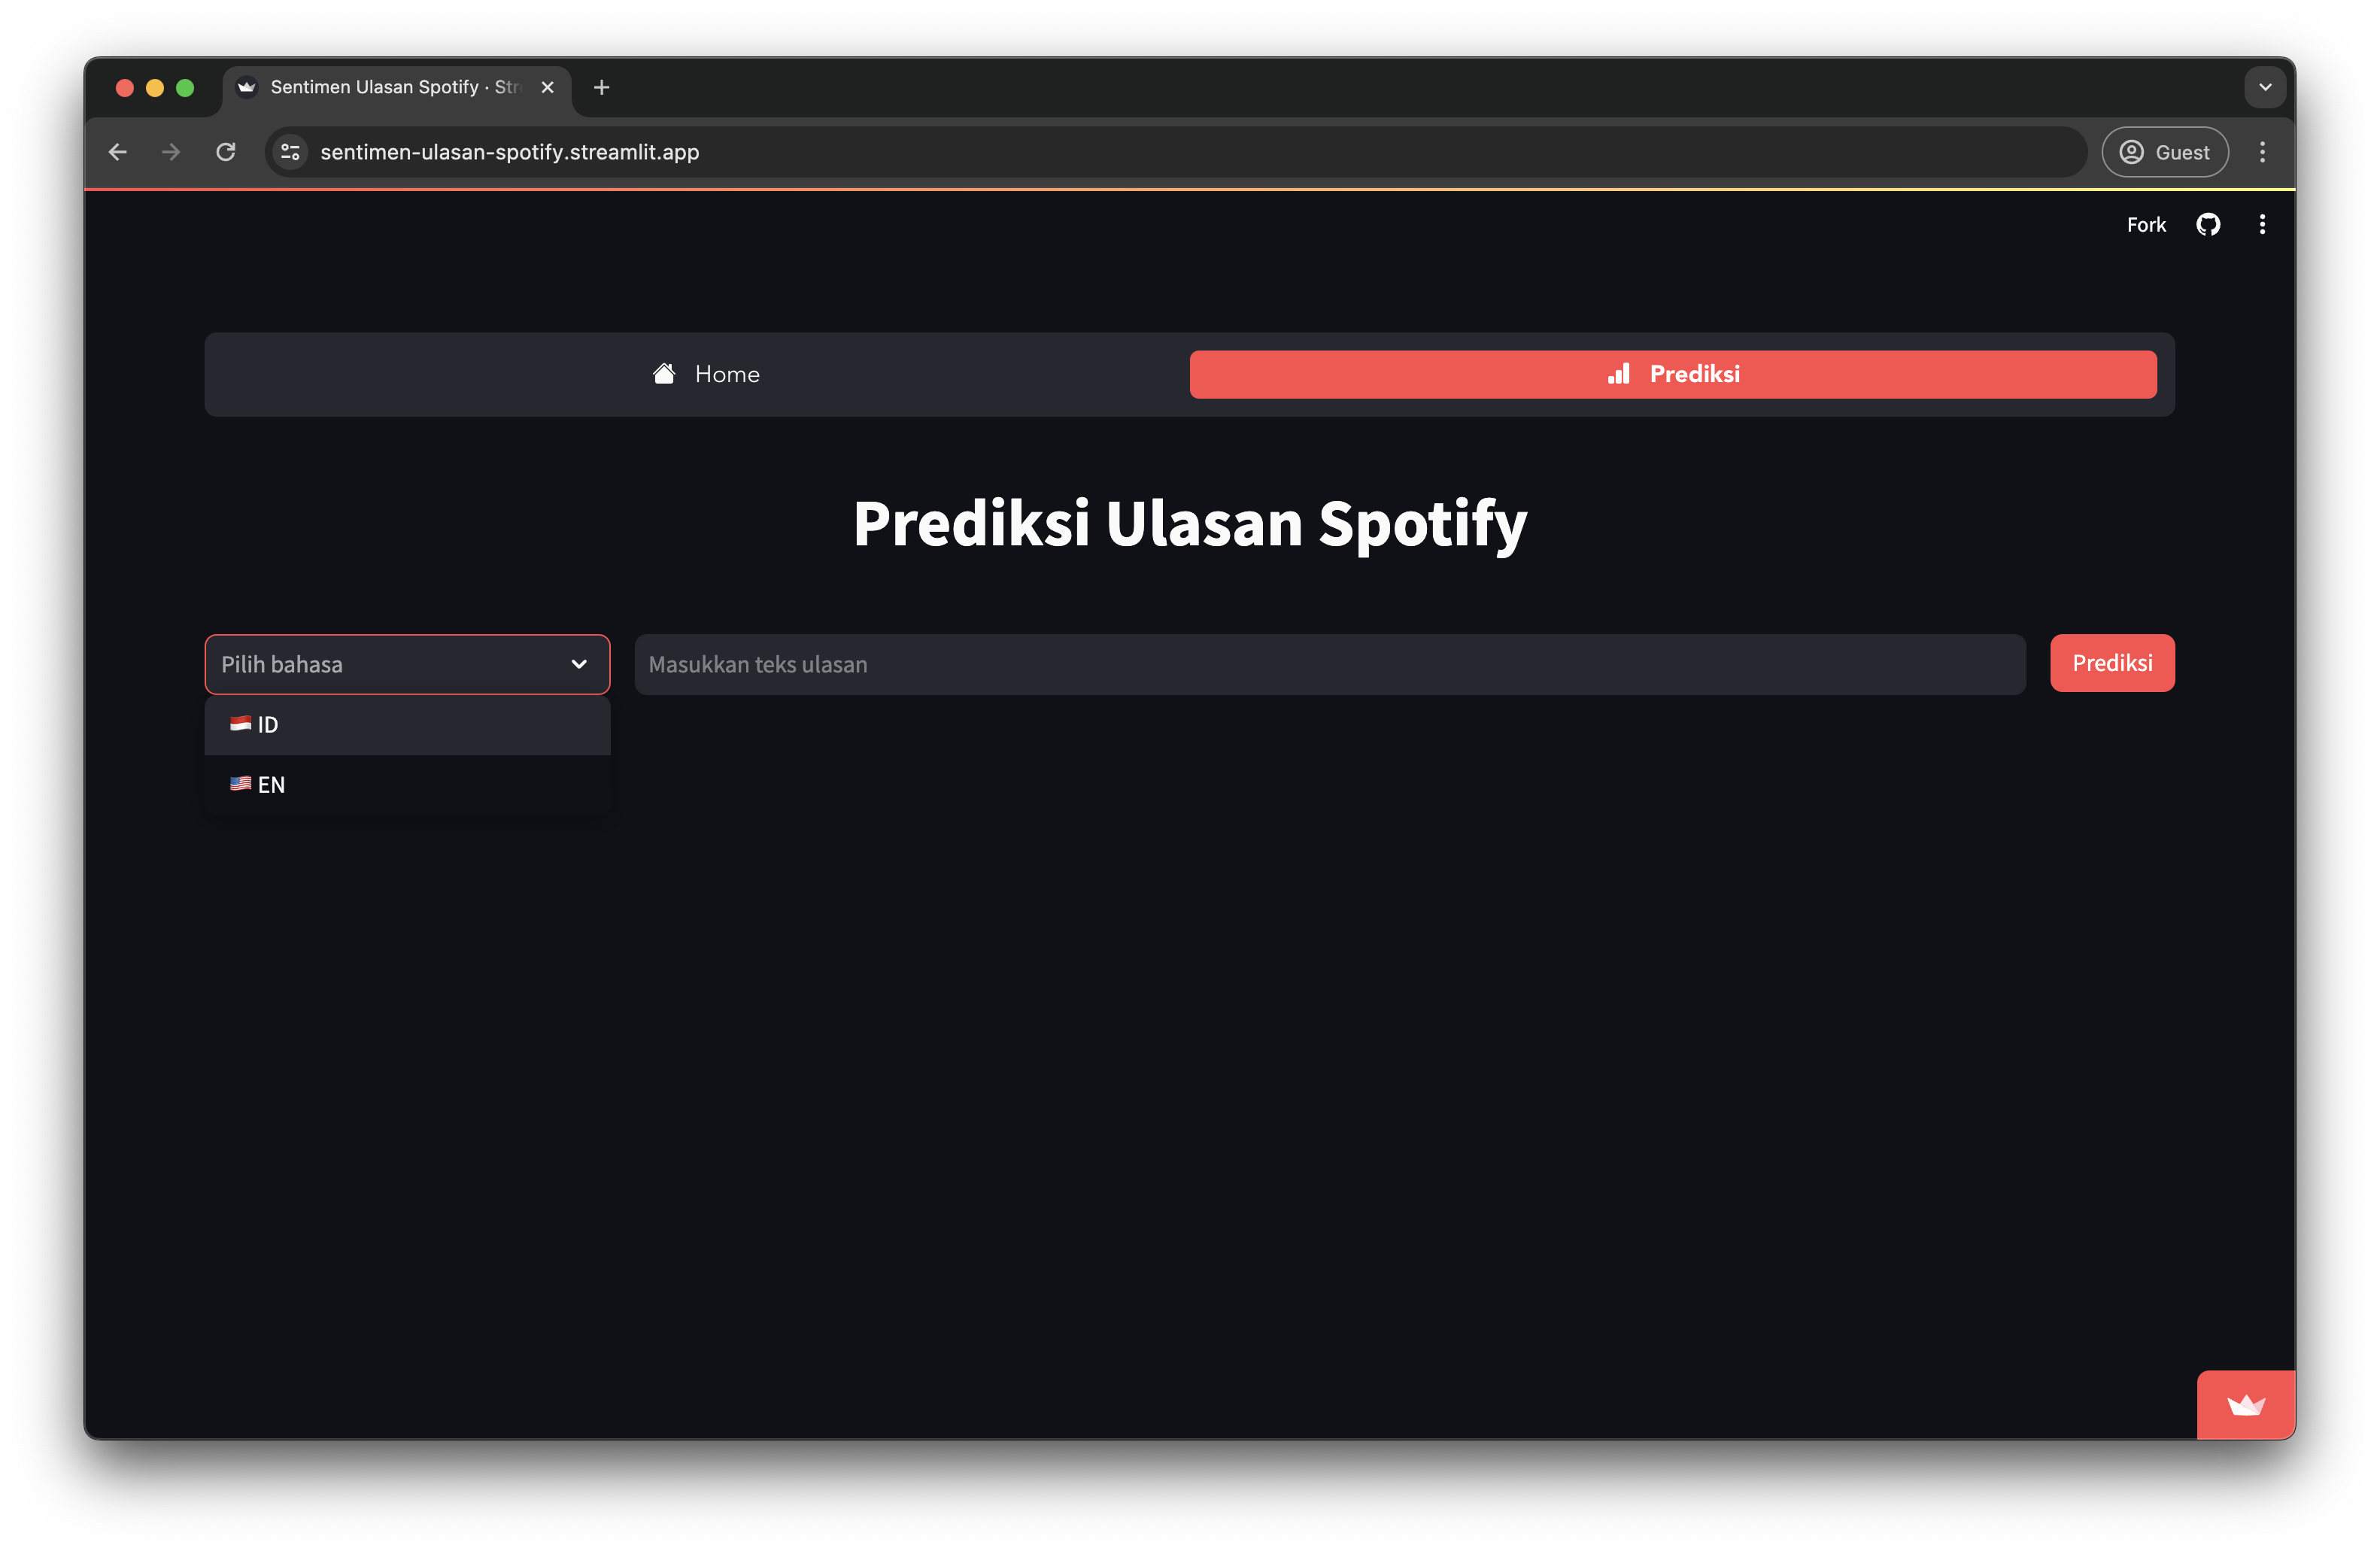 Sentimen Ulasan Spotify · Str
sentimen-ulasan-spotify.streamlit.app
Guest
Fork
Home
Prediksi
Prediksi Ulasan Spotify
Pilih bahasa
Masukkan teks ulasan
Prediksi
ID
EN